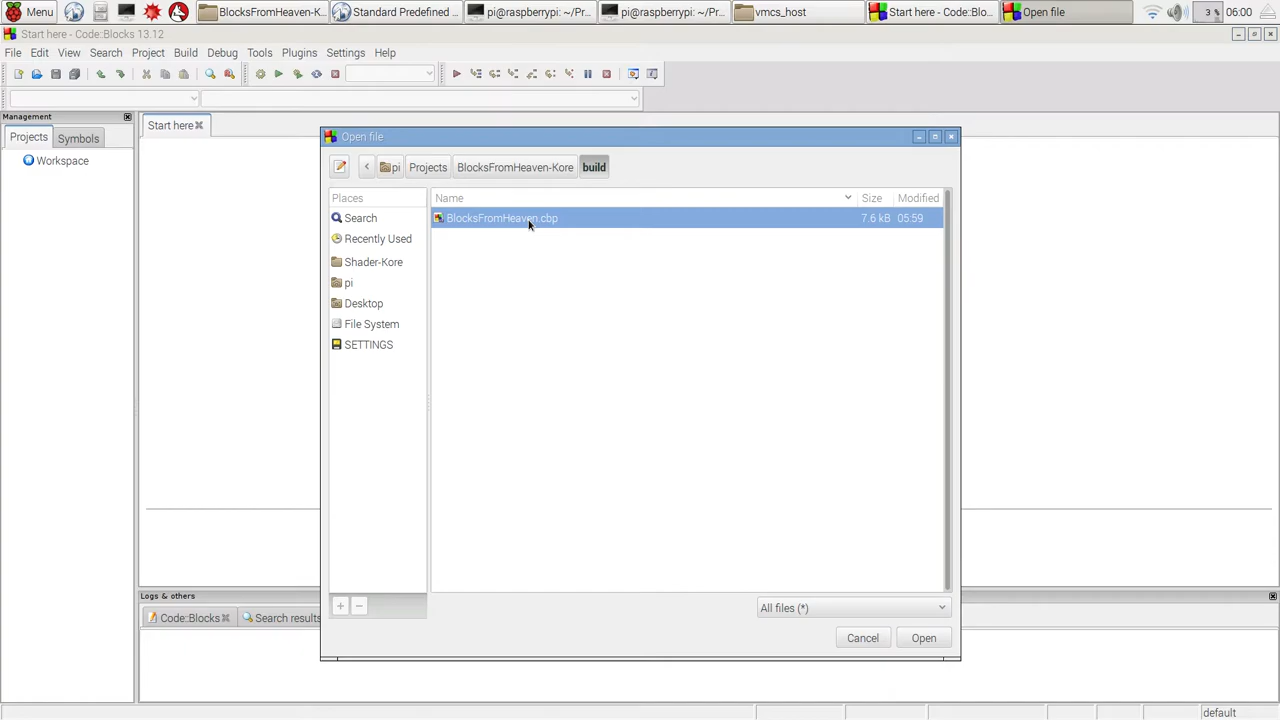 Menu
BlocksFromHeaven-K...
Standard Predefined ...
pi@raspberrypi: ~/Pr...
pi@raspberrypi: ~/Pr...
vmcs_host
Start here - Code::Blo...
Open file
3 %
06:00
Start here - Code::Blocks 13.12
File Edit View Search Project Build Debug Tools Plugins Settings Help
Management
Projects
Symbols
Workspace
Start here
Open file
pi
Projects
BlocksFromHeaven-Kore
build
Places
Name
Size
Modified
Search
BlocksFromHeaven.cbp
7.6 kB
05:59
Recently Used
Shader-Kore
pi
Desktop
File System
SETTINGS
All files (*)
Cancel
Open
Logs & others
Code::Blocks
Search results
default